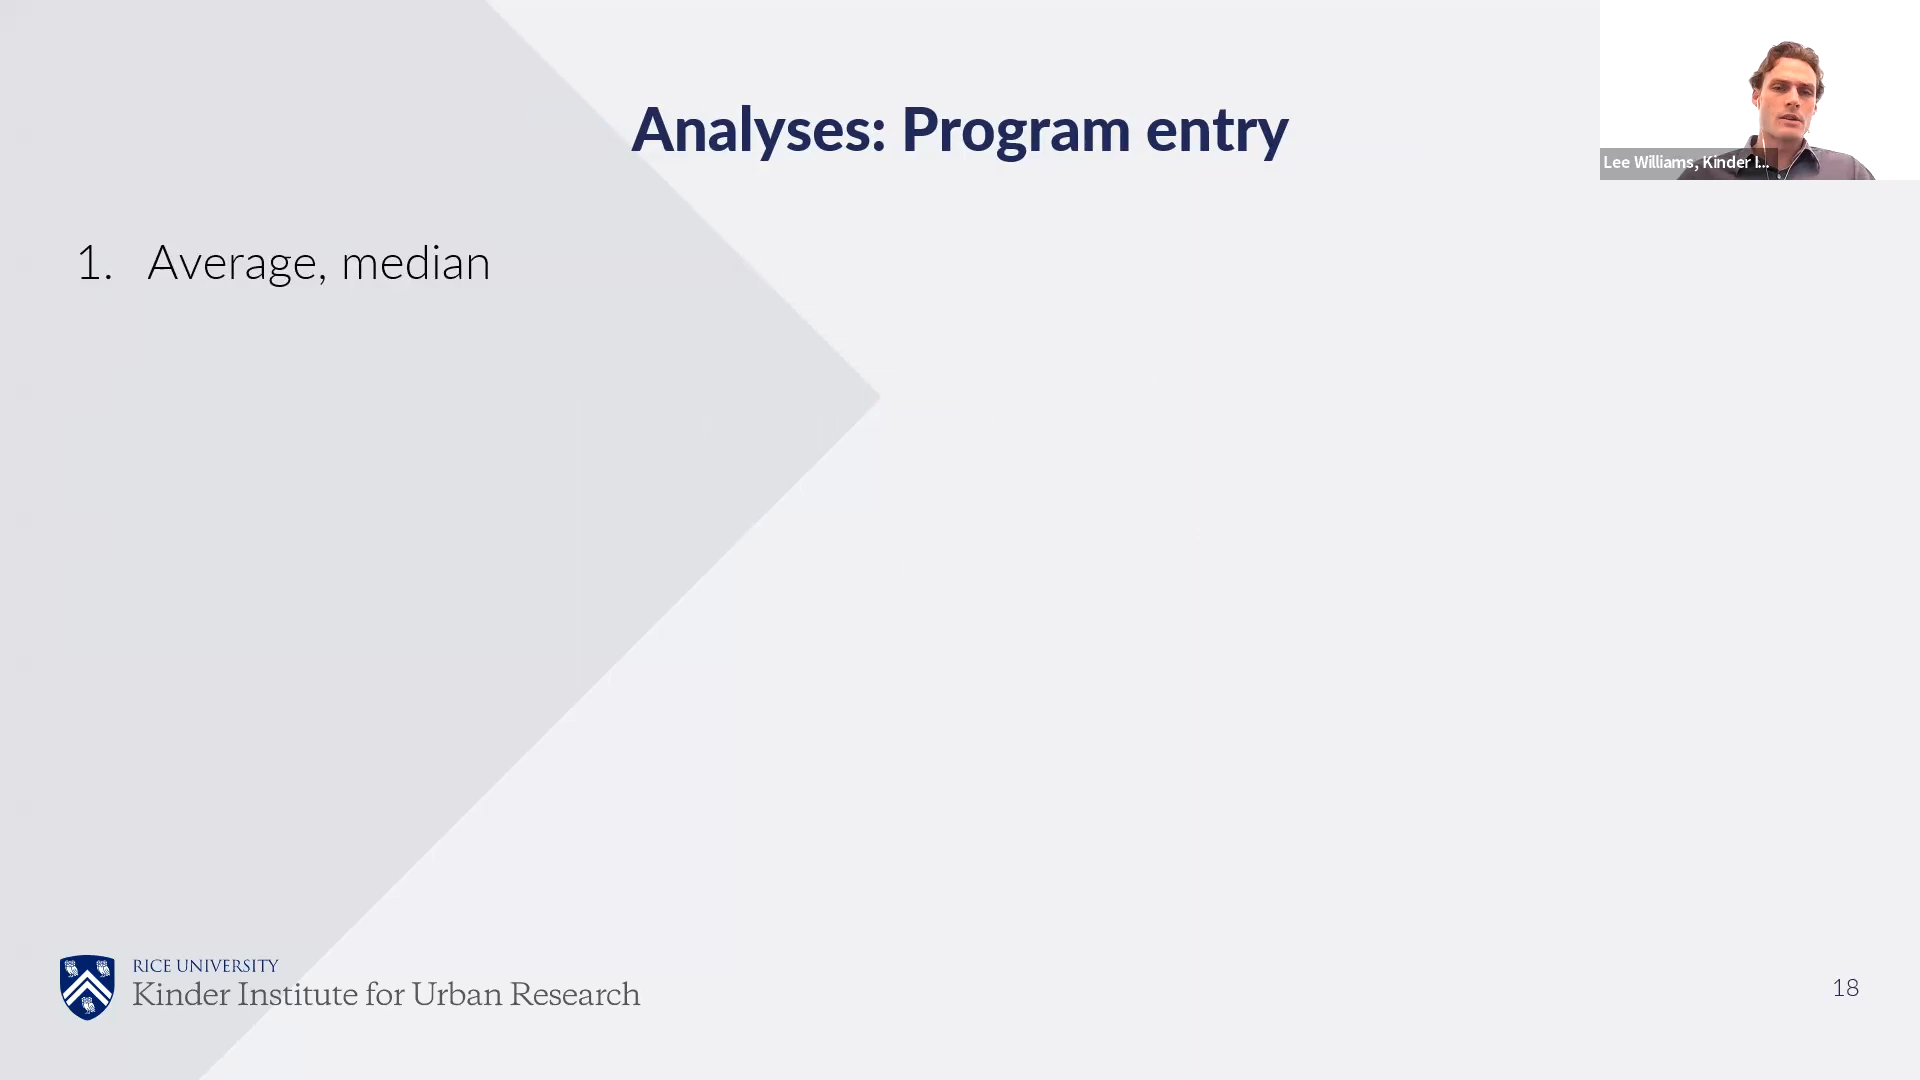 Analyses: Program entry
Lee Williams, Kinder I...
1. Average, median
RICE UNIVERSITY
Kinder Institute for Urban Research
18